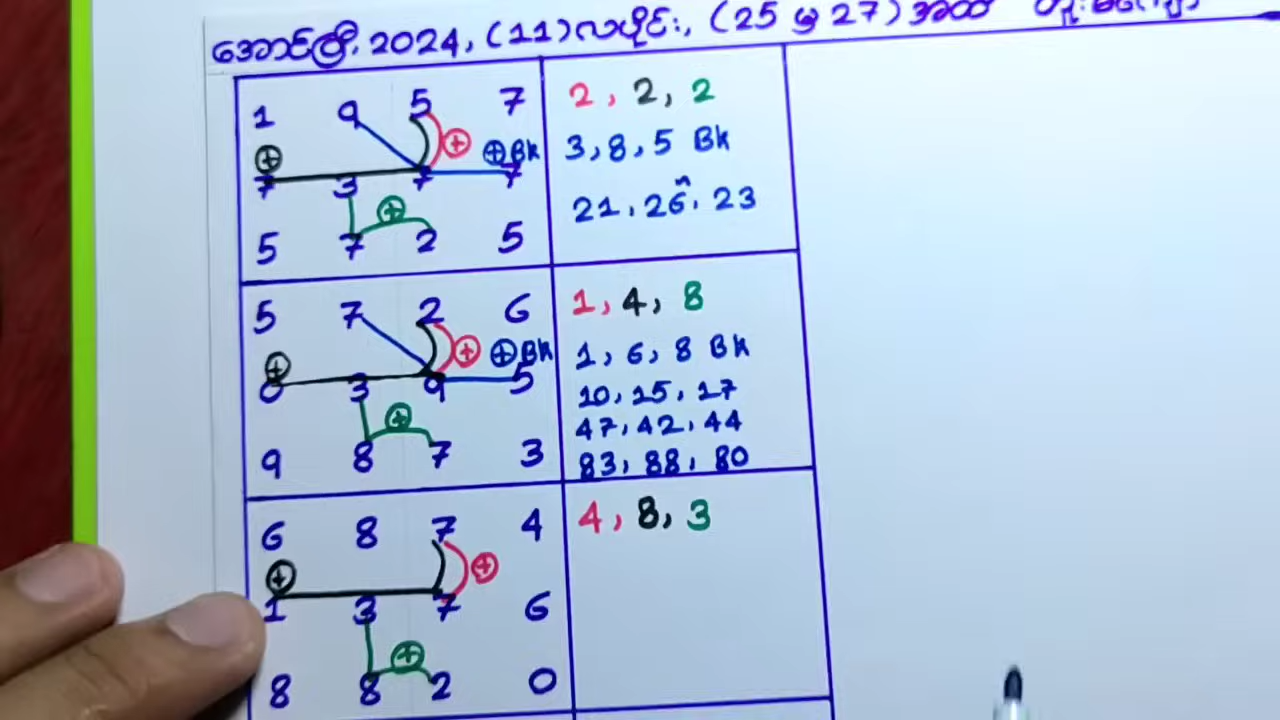 အောင်ကြီး, 2024, (11) လပိုင်း, (25 မှ 27) အထိ
1 9 5 7
⊕ ⊕ ⊕Bk
7 3 7 7
⊕
5 7 2 5
2, 2, 2
3, 8, 5 Bk
21, 26, 23
5 7 2 6
⊕ ⊕ ⊕Bk
0 3 9 5
⊕
9 8 7 3
1, 4, 8
1, 6, 8 Bk
10, 15, 17
47, 42, 44
83, 88, 80
6 8 7 4
⊕ ⊕
1 3 7 6
⊕
8 8 2 0
4, 8, 3